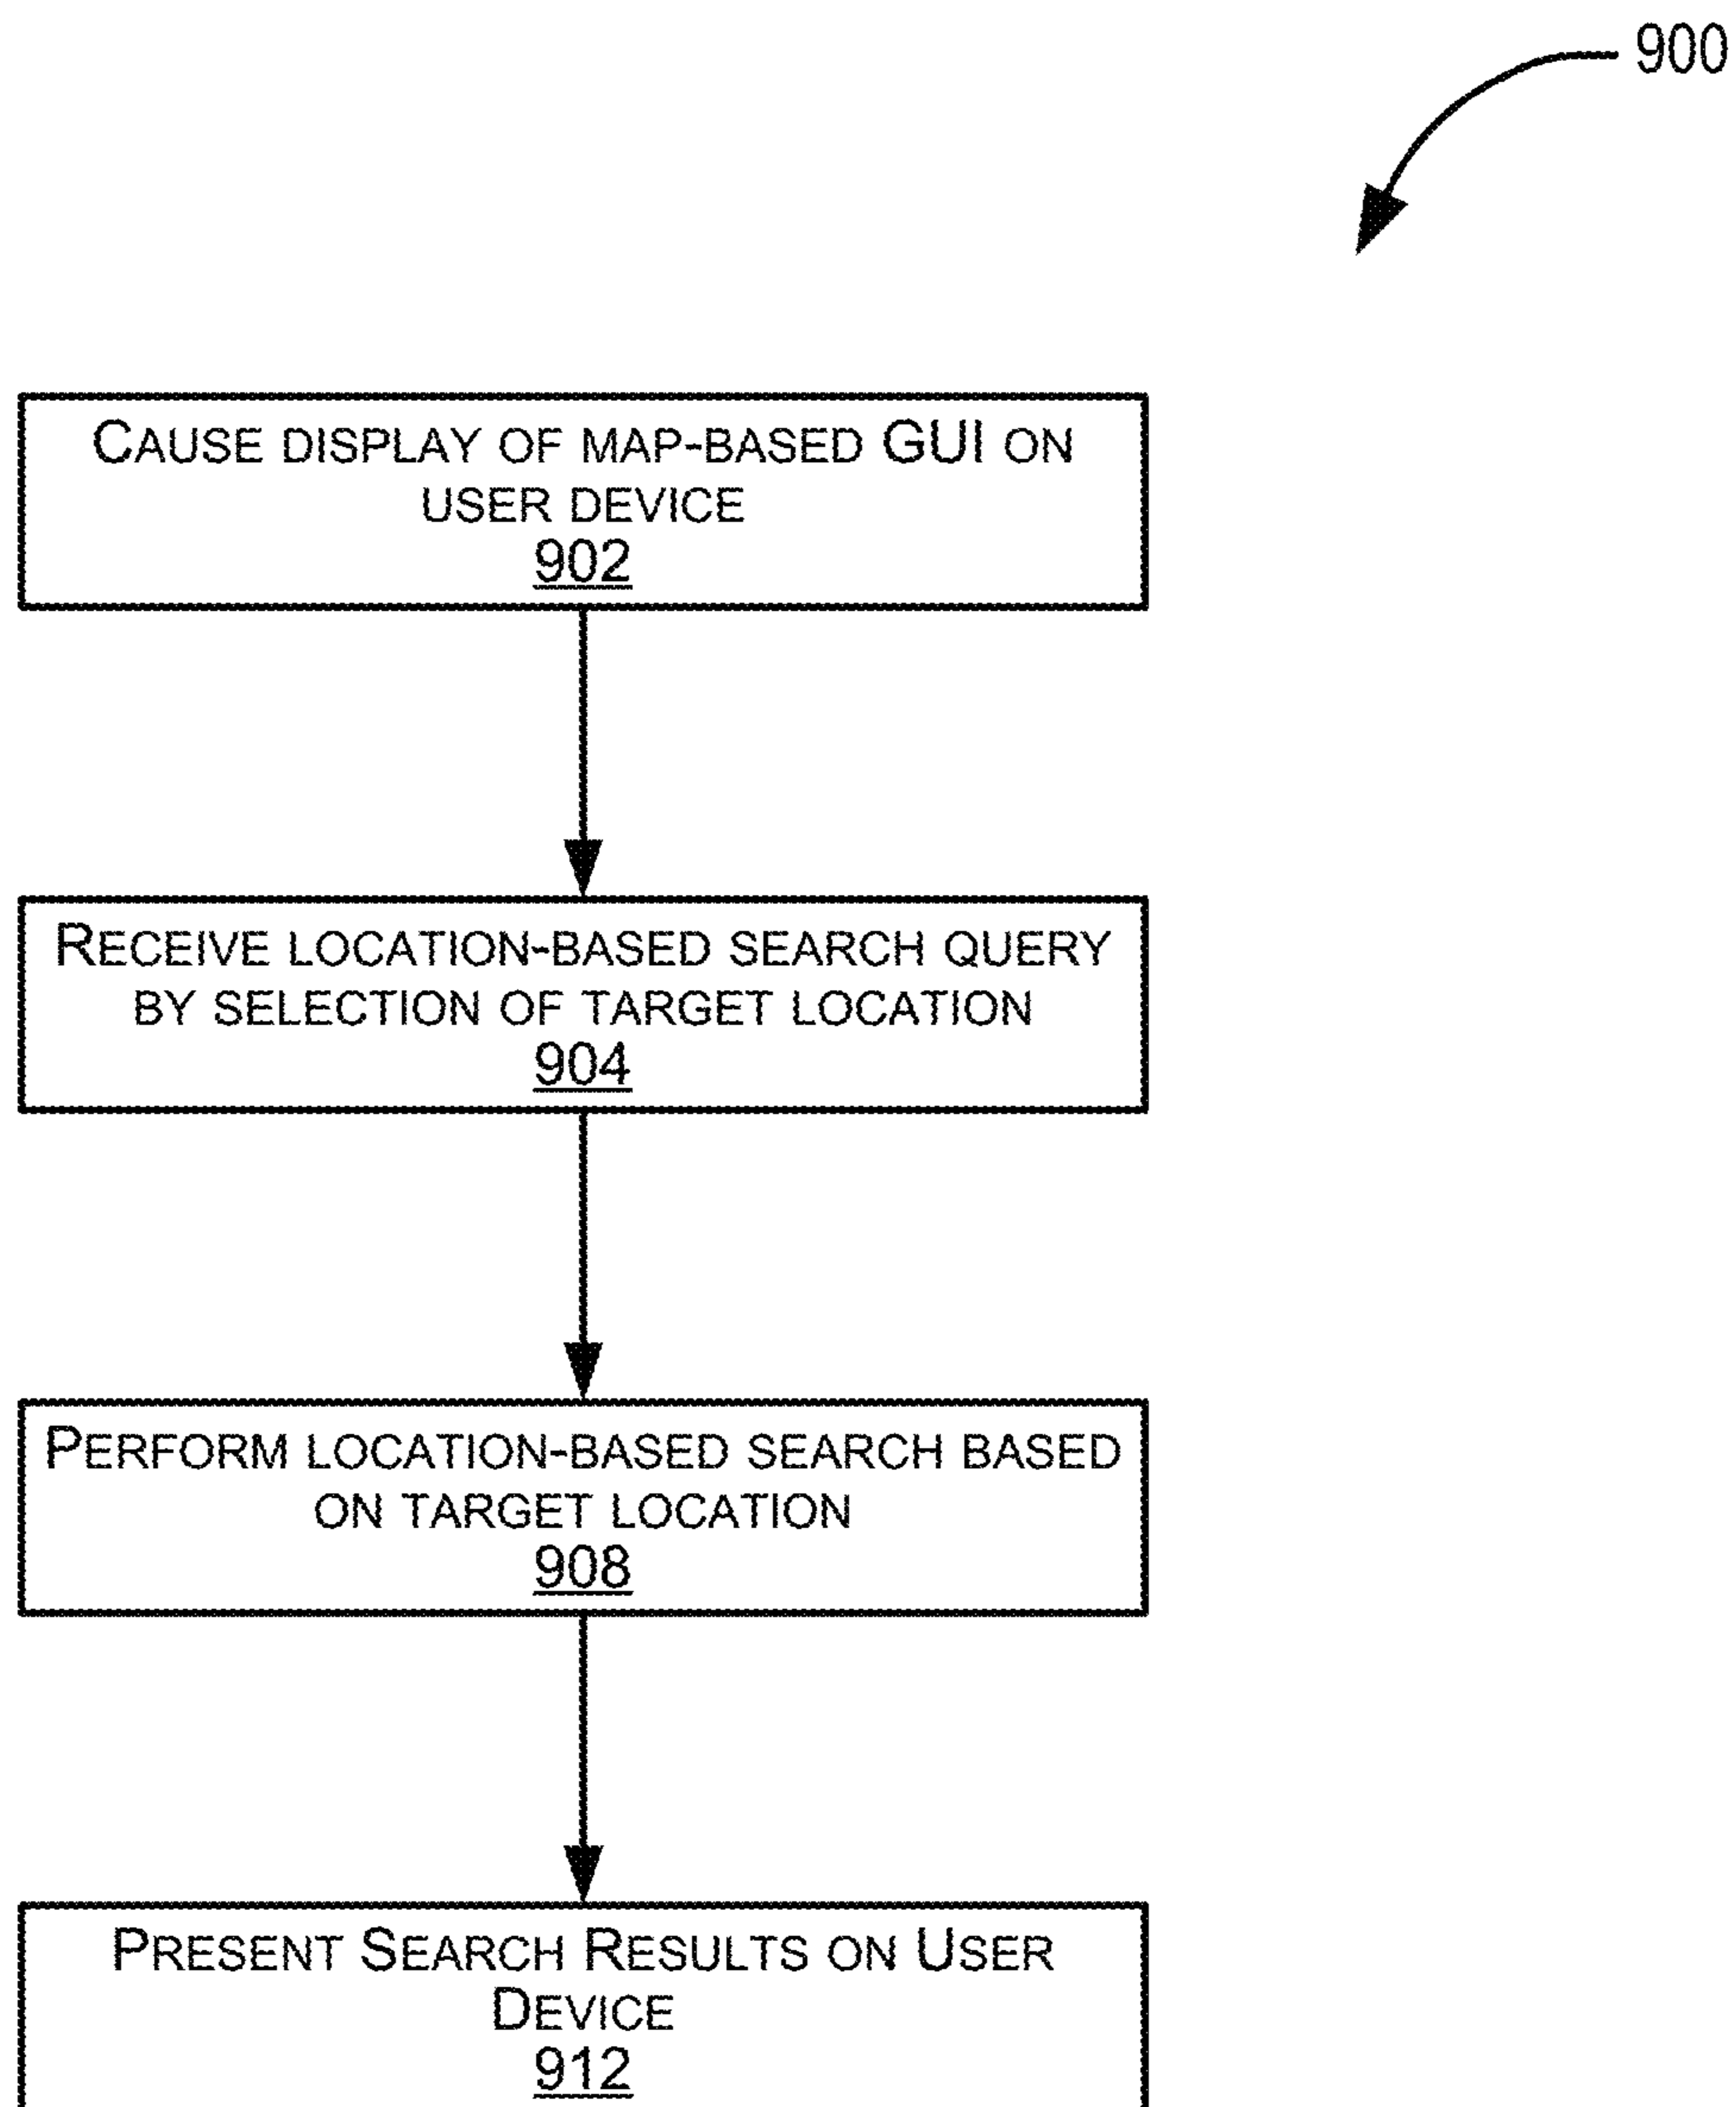 900
CAUSE DISPLAY OF MAP-BASED GUI ON
USER DEVICE
902
RECEIVE LOCATION-BASED SEARCH QUERY
BY SELECTION OF TARGET LOCATION
904
PERFORM LOCATION-BASED SEARCH BASED
ON TARGET LOCATION
908
PRESENT SEARCH RESULTS ON USER
DEVICE
912